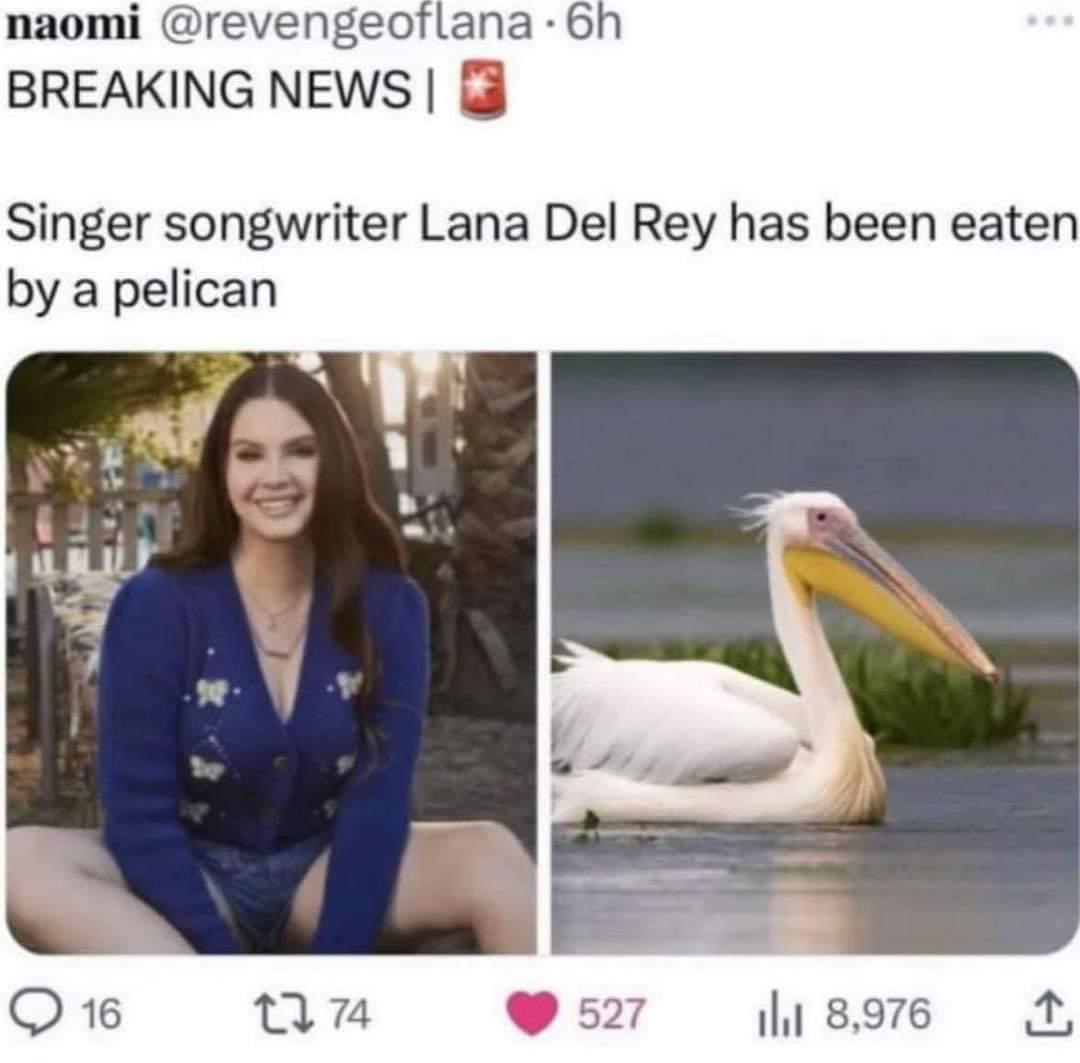 naomi @revengeoflana · 6h
BREAKING NEWS | 🚨
Singer songwriter Lana Del Rey has been eaten
by a pelican
16 74 527 8,976